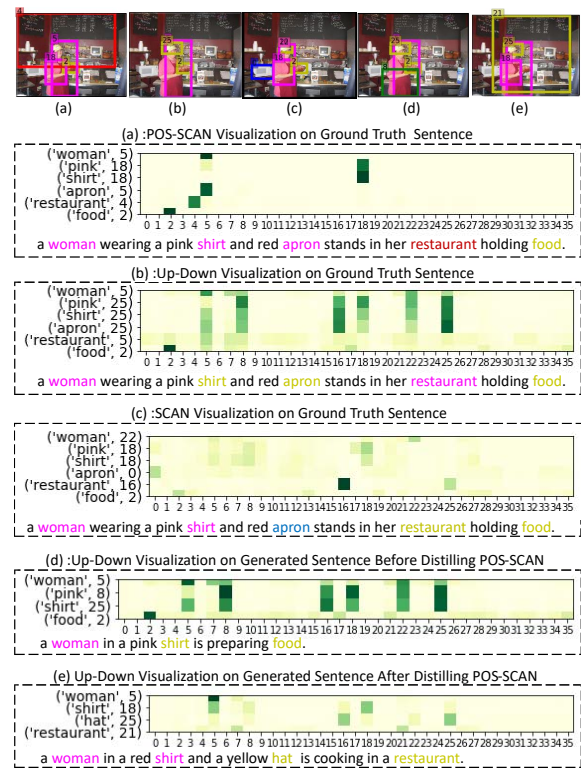 4
5
18
2
25
2
20
18
2
25
2
21
25
18
2
(a) (b) (c) (d) (e)
(a) :POS-SCAN Visualization on Ground Truth Sentence
('woman', 5)
('pink', 18)
('shirt', 18)
('apron', 5)
('restaurant', 4)
('food', 2)
0 1 2 3 4 5 6 7 8 9 10 11 12 13 14 15 16 17 18 19 20 21 22 23 24 25 26 27 28 29 30 31 32 33 34 35
a woman wearing a pink shirt and red apron stands in her restaurant holding food.
(b) :Up-Down Visualization on Ground Truth Sentence
('woman', 5)
('pink', 25)
('shirt', 25)
('apron', 25)
('restaurant', 5)
('food', 2)
0 1 2 3 4 5 6 7 8 9 10 11 12 13 14 15 16 17 18 19 20 21 22 23 24 25 26 27 28 29 30 31 32 33 34 35
a woman wearing a pink shirt and red apron stands in her restaurant holding food.
(c) :SCAN Visualization on Ground Truth Sentence
('woman', 22)
('pink', 18)
('shirt', 18)
('apron', 0)
('restaurant', 16)
('food', 2)
0 1 2 3 4 5 6 7 8 9 10 11 12 13 14 15 16 17 18 19 20 21 22 23 24 25 26 27 28 29 30 31 32 33 34 35
a woman wearing a pink shirt and red apron stands in her restaurant holding food.
(d) :Up-Down Visualization on Generated Sentence Before Distilling POS-SCAN
('woman', 5)
('pink', 8)
('shirt', 25)
('food', 2)
0 1 2 3 4 5 6 7 8 9 10 11 12 13 14 15 16 17 18 19 20 21 22 23 24 25 26 27 28 29 30 31 32 33 34 35
a woman in a pink shirt is preparing food.
(e) Up-Down Visualization on Generated Sentence After Distilling POS-SCAN
('woman', 5)
('shirt', 18)
('hat', 25)
('restaurant', 21)
0 1 2 3 4 5 6 7 8 9 10 11 12 13 14 15 16 17 18 19 20 21 22 23 24 25 26 27 28 29 30 31 32 33 34 35
a woman in a red shirt and a yellow hat is cooking in a restaurant.